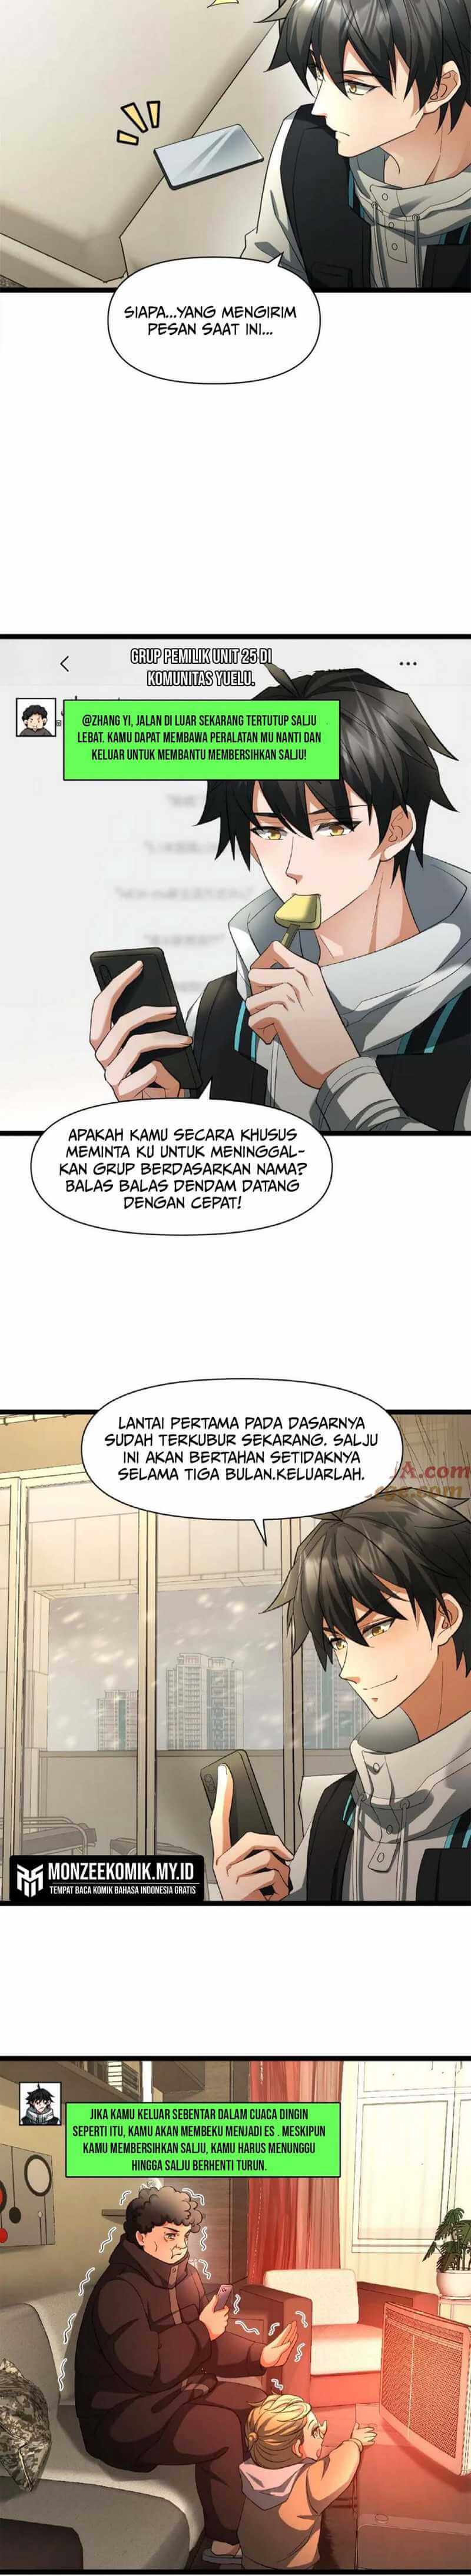 SIAPA...YANG MENGIRIM
PESAN SAAT INI...
GRUP PEMILIK UNIT 25 DI
KOMUNITAS YUELU.
@ZHANG YI, JALAN DI LUAR SEKARANG TERTUTUP SALJU
LEBAT. KAMU DAPAT MEMBAWA PERALATAN MU NANTI DAN
KELUAR UNTUK MEMBANTU MEMBERSIHKAN SALJU!
APAKAH KAMU SECARA KHUSUS
MEMINTA KU UNTUK MENINGGAL-
KAN GRUP BERDASARKAN NAMA?
BALAS BALAS DENDAM DATANG
DENGAN CEPAT!
LANTAI PERTAMA PADA DASARNYA
SUDAH TERKUBUR SEKARANG. SALJU
INI AKAN BERTAHAN SETIDAKNYA
SELAMA TIGA BULAN.KELUARLAH.
MONZEEKOMIK.MY.ID
TEMPAT BACA KOMIK BAHASA INDONESIA GRATIS
JIKA KAMU KELUAR SEBENTAR DALAM CUACA DINGIN
SEPERTI ITU, KAMU AKAN MEMBEKU MENJADI ES . MESKIPUN
KAMU MEMBERSIHKAN SALJU, KAMU HARUS MENUNGGU
HINGGA SALJU BERHENTI TURUN.